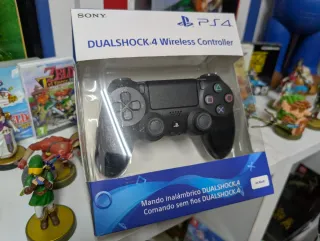 SONY
PS4
DUALSHOCK 4 Wireless Controller
Mando Inalámbrico DUALSHOCK 4
Comando sem fios DUALSHOCK 4